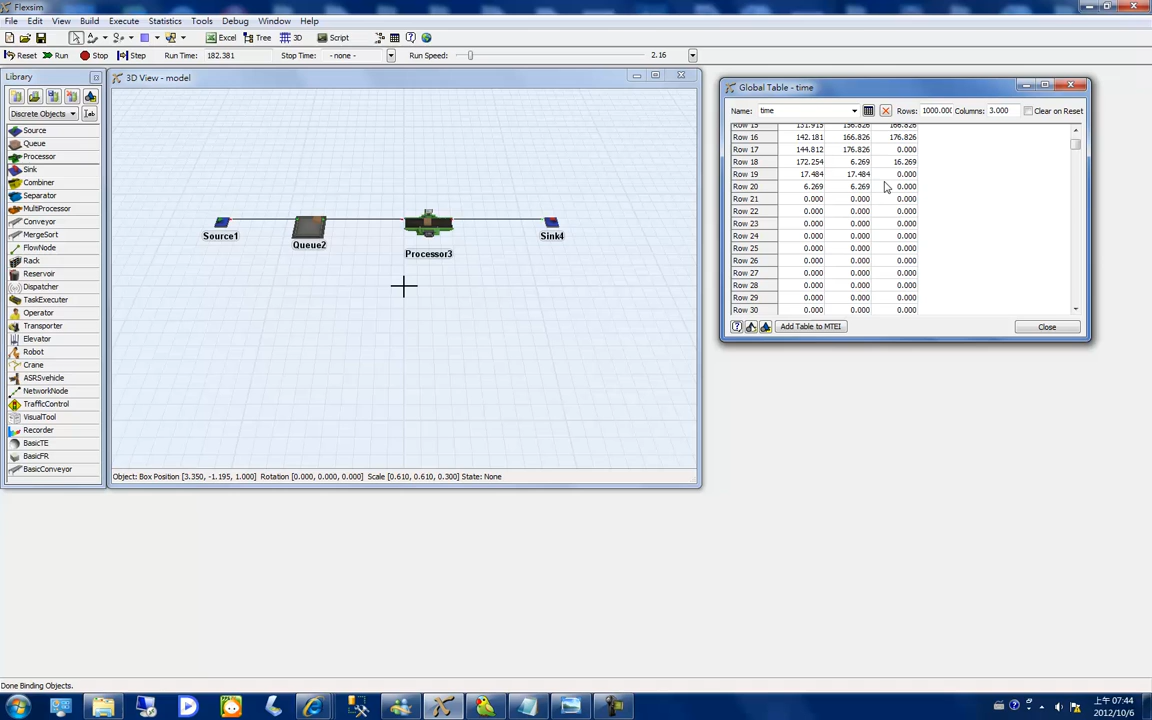 Flexsim
File Edit View Build Execute Statistics Tools Debug Window Help
Excel Tree 3D Script
Reset Run Stop Step Run Time: 182.381 Stop Time: - none - Run Speed: 2.16
Library
Discrete Objects
Source
Queue
Processor
Sink
Combiner
Separator
MultiProcessor
Conveyor
MergeSort
FlowNode
Rack
Reservoir
Dispatcher
TaskExecuter
Operator
Transporter
Elevator
Robot
Crane
ASRSvehicle
NetworkNode
TrafficControl
VisualTool
Recorder
BasicTE
BasicFR
BasicConveyor
3D View - model
Source1
Queue2
Processor3
Sink4
Object: Box Position [3.350, -1.195, 1.000] Rotation [0.000, 0.000, 0.000] Scale [0.610, 0.610, 0.300] State: None
Global Table - time
Name: time Rows: 1000.000 Columns: 3.000 Clear on Reset
Row 15 131.915 156.826 166.826
Row 16 142.181 166.826 176.826
Row 17 144.812 176.826 0.000
Row 18 172.254 6.269 16.269
Row 19 17.484 17.484 0.000
Row 20 6.269 6.269 0.000
Row 21 0.000 0.000 0.000
Row 22 0.000 0.000 0.000
Row 23 0.000 0.000 0.000
Row 24 0.000 0.000 0.000
Row 25 0.000 0.000 0.000
Row 26 0.000 0.000 0.000
Row 27 0.000 0.000 0.000
Row 28 0.000 0.000 0.000
Row 29 0.000 0.000 0.000
Row 30 0.000 0.000 0.000
Add Table to MTEI Close
Done Binding Objects.
上午 07:44
2012/10/6